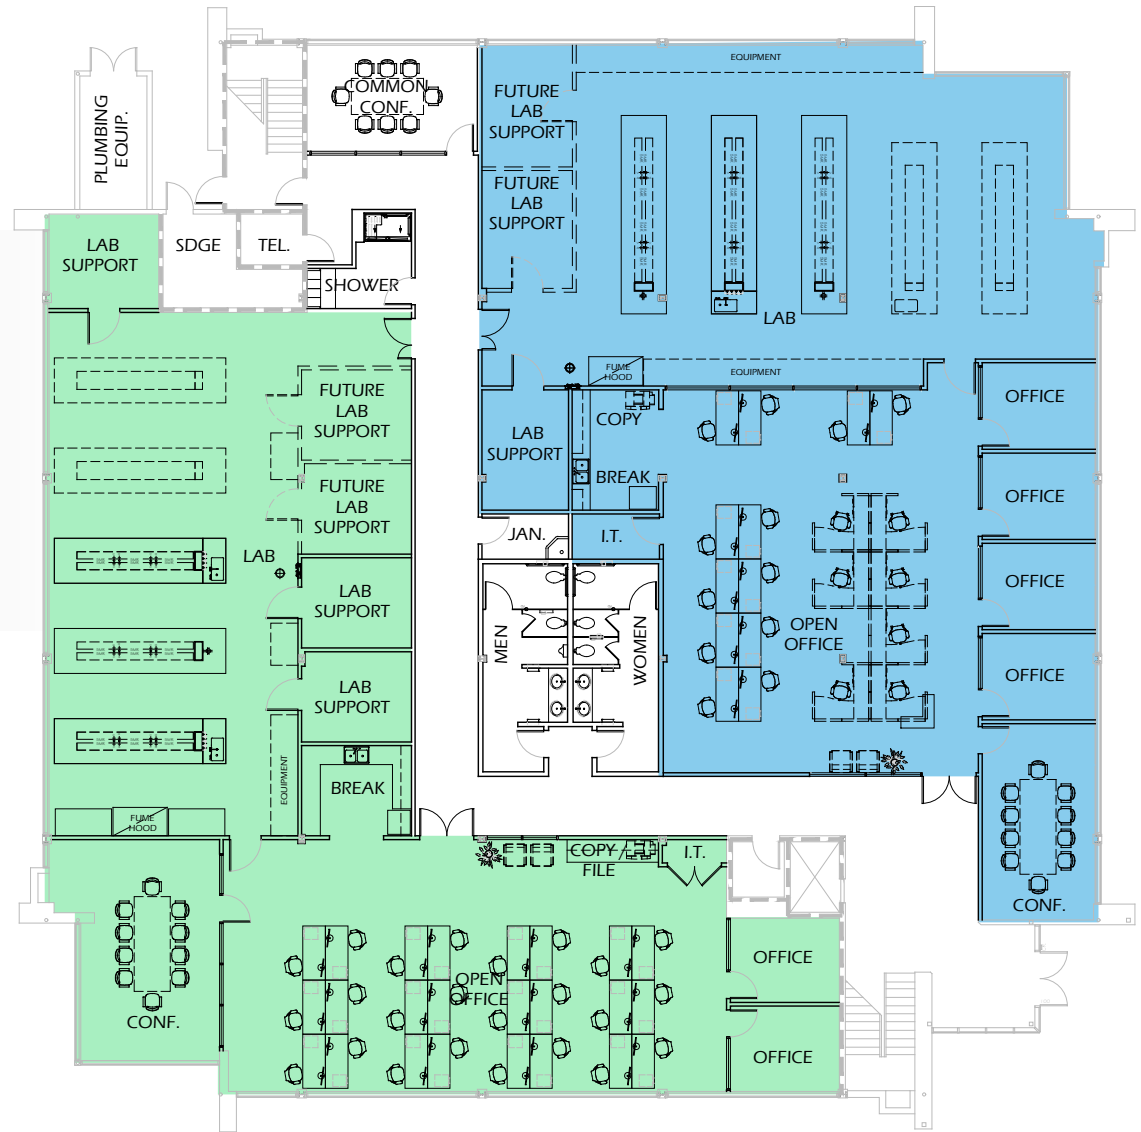 EQUIPMENT
COMMON
CONF.
FUTURE
LAB
SUPPORT
PLUMBING
EQUIP.
FUTURE
LAB
SUPPORT
LAB
SUPPORT
SDGE
TEL.
SHOWER
LAB
FUME
HOOD
EQUIPMENT
OFFICE
FUTURE
LAB
SUPPORT
COPY
LAB
SUPPORT
BREAK
OFFICE
FUTURE
LAB
SUPPORT
JAN.
I.T.
LAB
OFFICE
LAB
SUPPORT
MEN
WOMEN
OPEN
OFFICE
OFFICE
LAB
SUPPORT
EQUIPMENT
BREAK
FUME
HOOD
COPY /
FILE
I.T.
CONF.
OPEN
OFFICE
OFFICE
CONF.
OFFICE